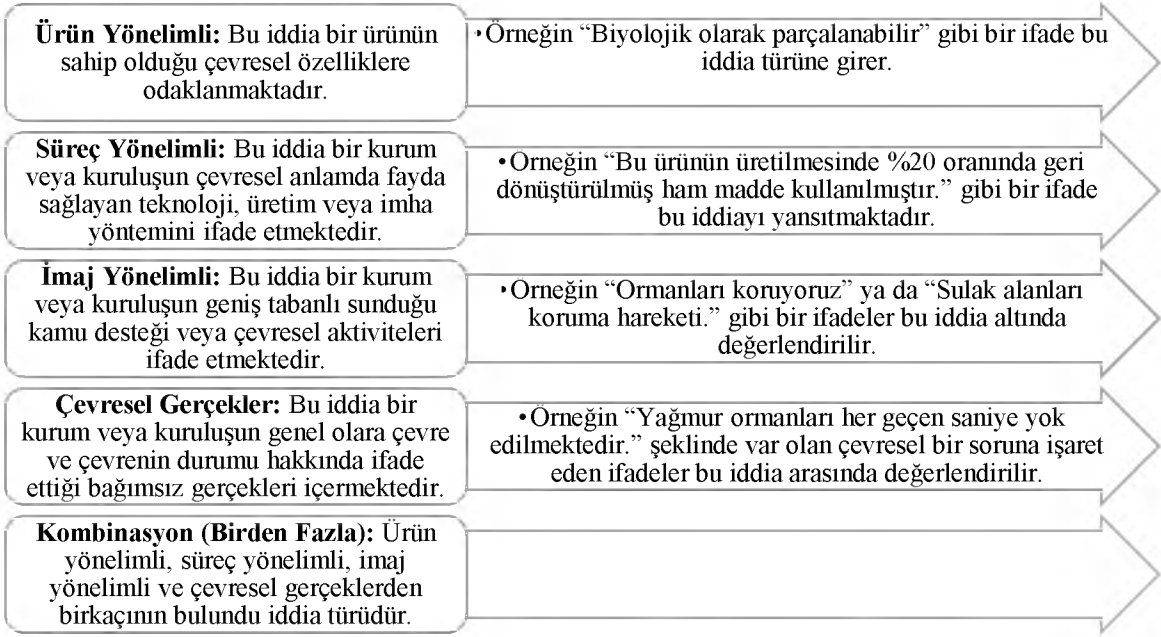 Ürün Yönelimli: Bu iddia bir ürünün
sahip olduğu çevresel özelliklere
odaklanmaktadır.
•Örneğin “Biyolojik olarak parçalanabilir” gibi bir ifade bu
iddia türüne girer.
Süreç Yönelimli: Bu iddia bir kurum
veya kuruluşun çevresel anlamda fayda
sağlayan teknoloji, üretim veya imha
yöntemini ifade etmektedir.
•Örneğin “Bu ürünün üretilmesinde %20 oranında geri
dönüştürülmüş ham madde kullanılmıştır.” gibi bir ifade
bu iddiayı yansıtmaktadır.
İmaj Yönelimli: Bu iddia bir kurum
veya kuruluşun geniş tabanlı sunduğu
kamu desteği veya çevresel aktiviteleri
ifade etmektedir.
•Örneğin “Ormanları koruyoruz” ya da “Sulak alanları
koruma hareketi.” gibi bir ifadeler bu iddia altında
değerlendirilir.
Çevresel Gerçekler: Bu iddia bir
kurum veya kuruluşun genel olara çevre
ve çevrenin durumu hakkında ifade
ettiği bağımsız gerçekleri içermektedir.
•Örneğin “Yağmur ormanları her geçen saniye yok
edilmektedir.” şeklinde var olan çevresel bir soruna işaret
eden ifadeler bu iddia arasında değerlendirilir.
Kombinasyon (Birden Fazla): Ürün
yönelimli, süreç yönelimli, imaj
yönelimli ve çevresel gerçeklerden
birkaçının bulundu iddia türüdür.